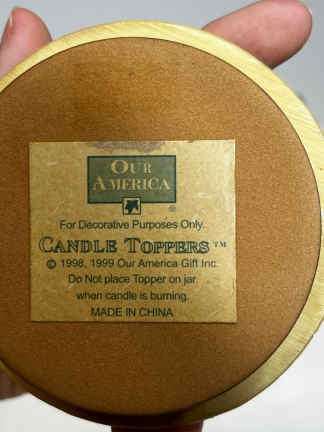 OUR
AMERICA
®
For Decorative Purposes Only.
CANDLE TOPPERS™
© 1998, 1999 Our America Gift Inc.
Do Not place Topper on jar
when candle is burning.
MADE IN CHINA